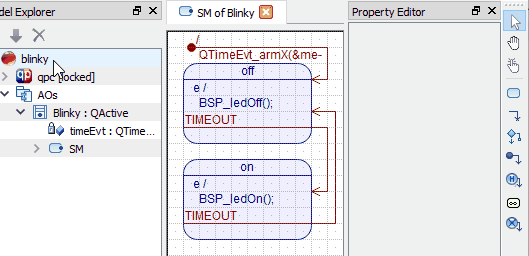 del Explorer
SM of Blinky
Property Editor
blinky
qpc [locked]
AOs
Blinky : QActive
timeEvt : QTime...
SM
/
QTimeEvt_armX(&me-
off
e /
BSP_ledOff();
TIMEOUT
on
e /
BSP_ledOn();
TIMEOUT